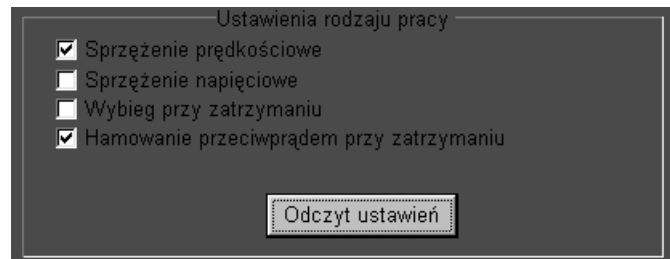 Ustawienia rodzaju pracy
Sprzężenie prędkościowe
Sprzężenie napięciowe
Wybieg przy zatrzymaniu
Hamowanie przeciwprądem przy zatrzymaniu
Odczyt ustawień